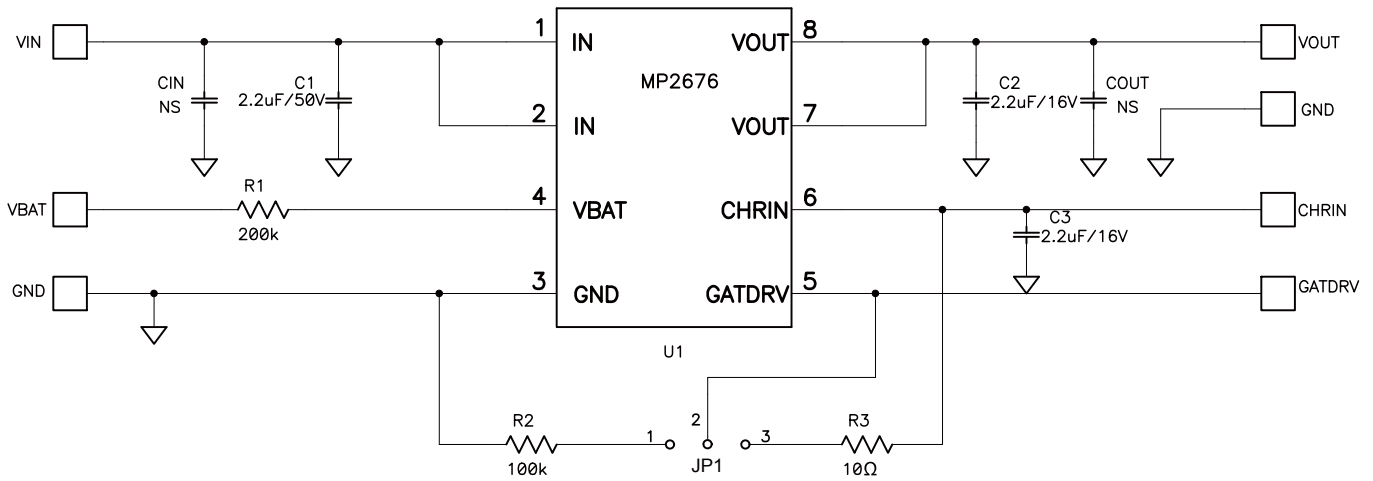 1
8
VIN
IN
VOUT
VOUT
CIN
NS
C1
2.2uF/50V
MP2676
C2
2.2uF/16V
COUT
NS
GND
2
7
IN
VOUT
R1
200k
4
6
VBAT
VBAT
CHRIN
CHRIN
C3
2.2uF/16V
3
5
GND
GND
GATDRV
GATDRV
U1
R2
100k
1
2
3
JP1
R3
10Ω